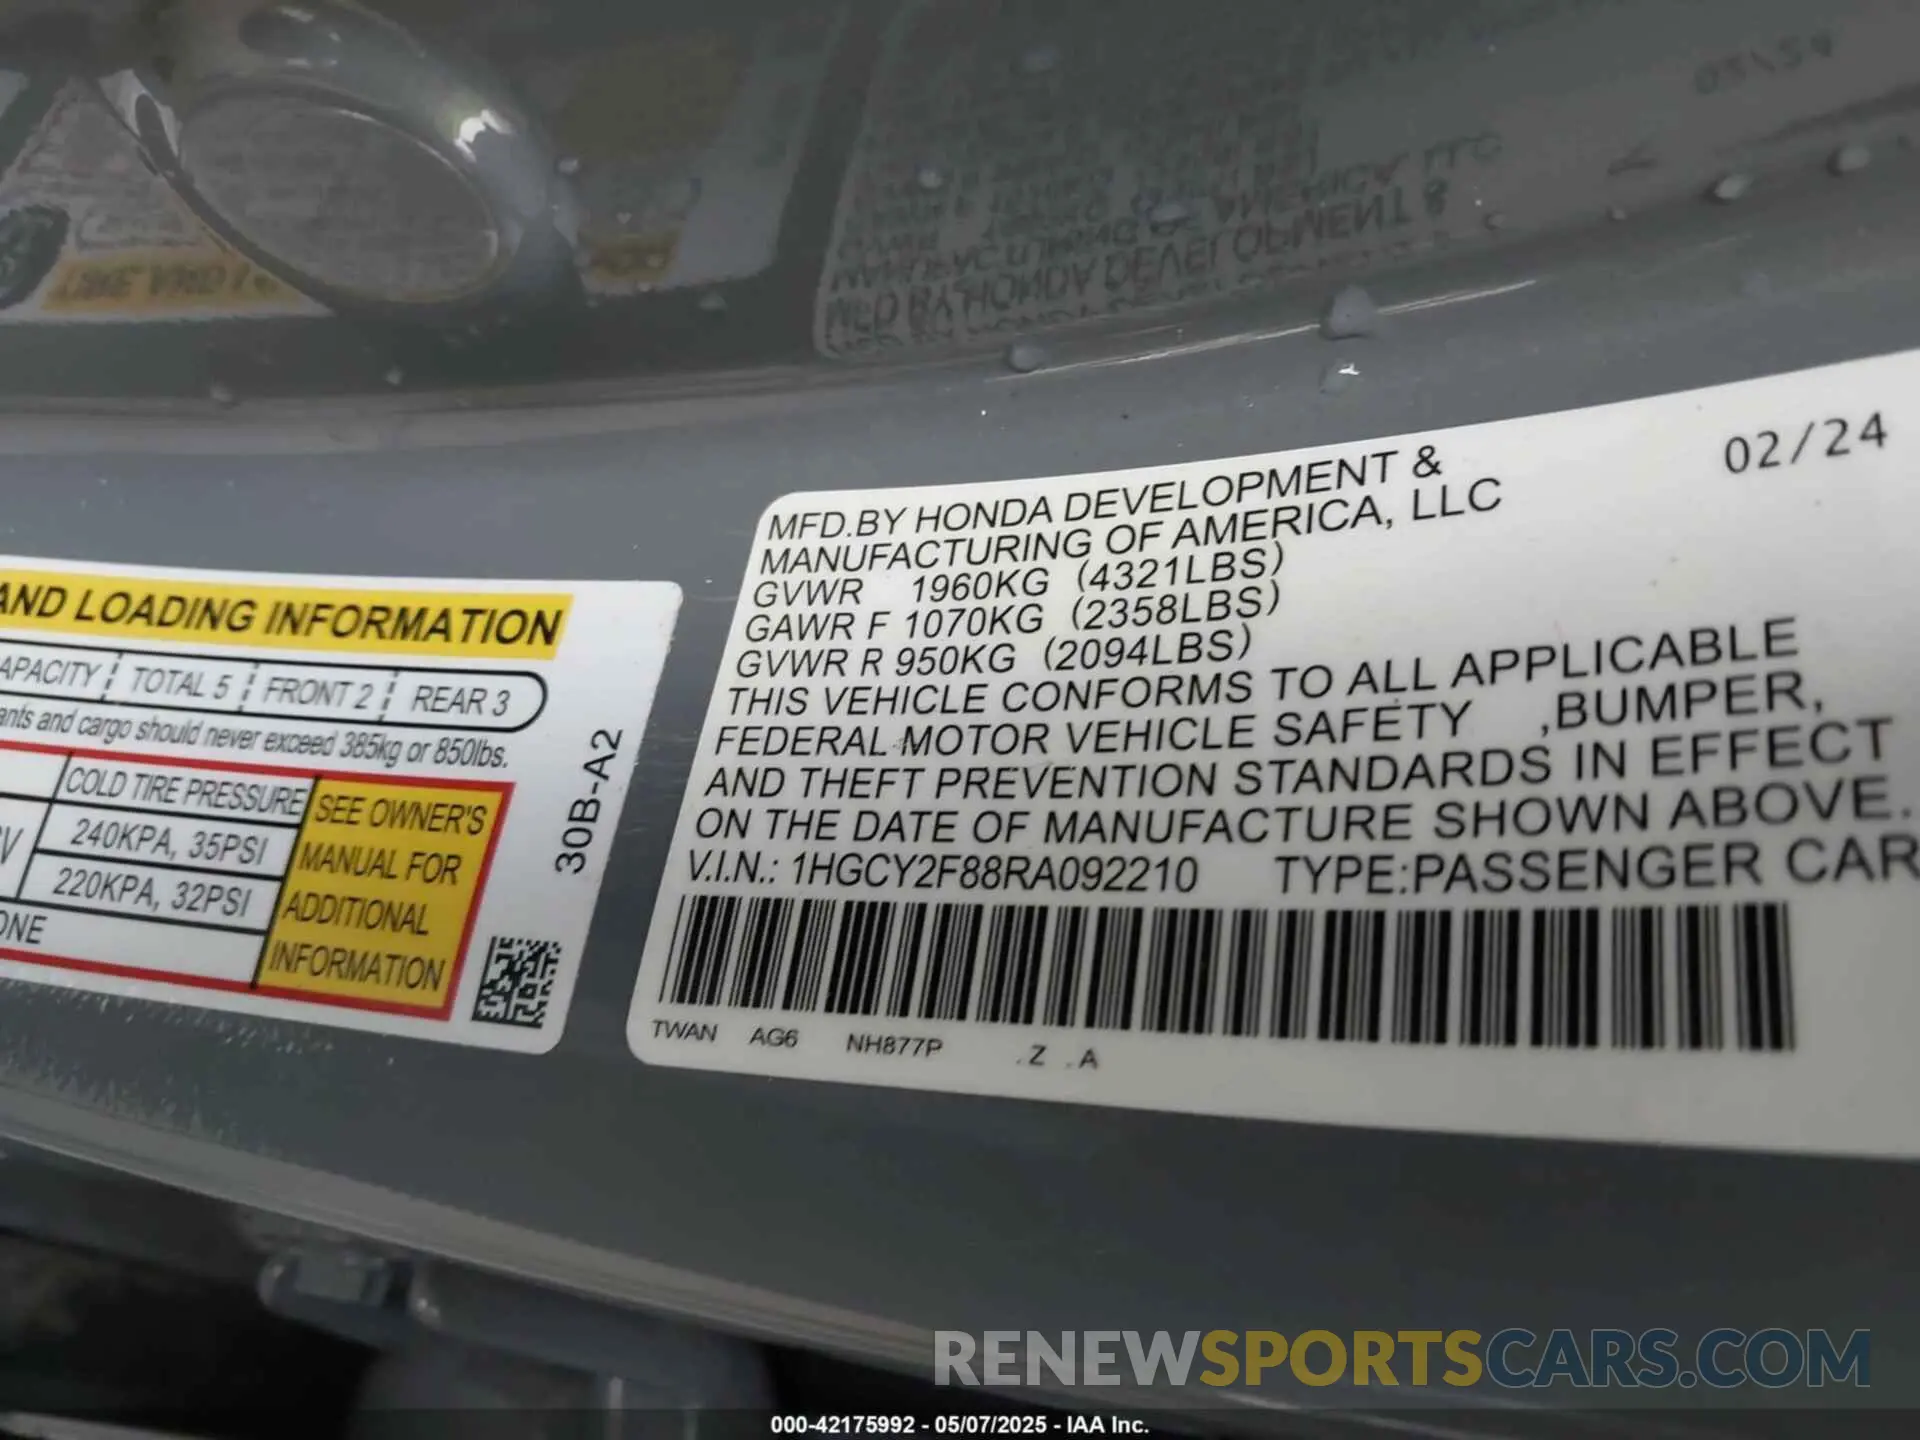 02/24
MFD.BY HONDA DEVELOPMENT &
MANUFACTURING OF AMERICA, LLC
GVWR 1960KG (4321LBS)
GAWR F 1070KG (2358LBS)
GVWR R 950KG (2094LBS)
THIS VEHICLE CONFORMS TO ALL APPLICABLE
FEDERAL MOTOR VEHICLE SAFETY ,BUMPER,
AND THEFT PREVENTION STANDARDS IN EFFECT
ON THE DATE OF MANUFACTURE SHOWN ABOVE.
V.I.N.: 1HGCY2F88RA092210 TYPE:PASSENGER CAR
TWAN AG6 NH877P .Z .A
AND LOADING INFORMATION
APACITY TOTAL 5 FRONT 2 REAR 3
ants and cargo should never exceed 385kg or 850lbs.
COLD TIRE PRESSURE
240KPA, 35PSI
220KPA, 32PSI
ONE
SEE OWNER'S
MANUAL FOR
ADDITIONAL
INFORMATION
30B-A2
RENEWSPORTSCARS.COM
000-42175992 - 05/07/2025 - IAA Inc.